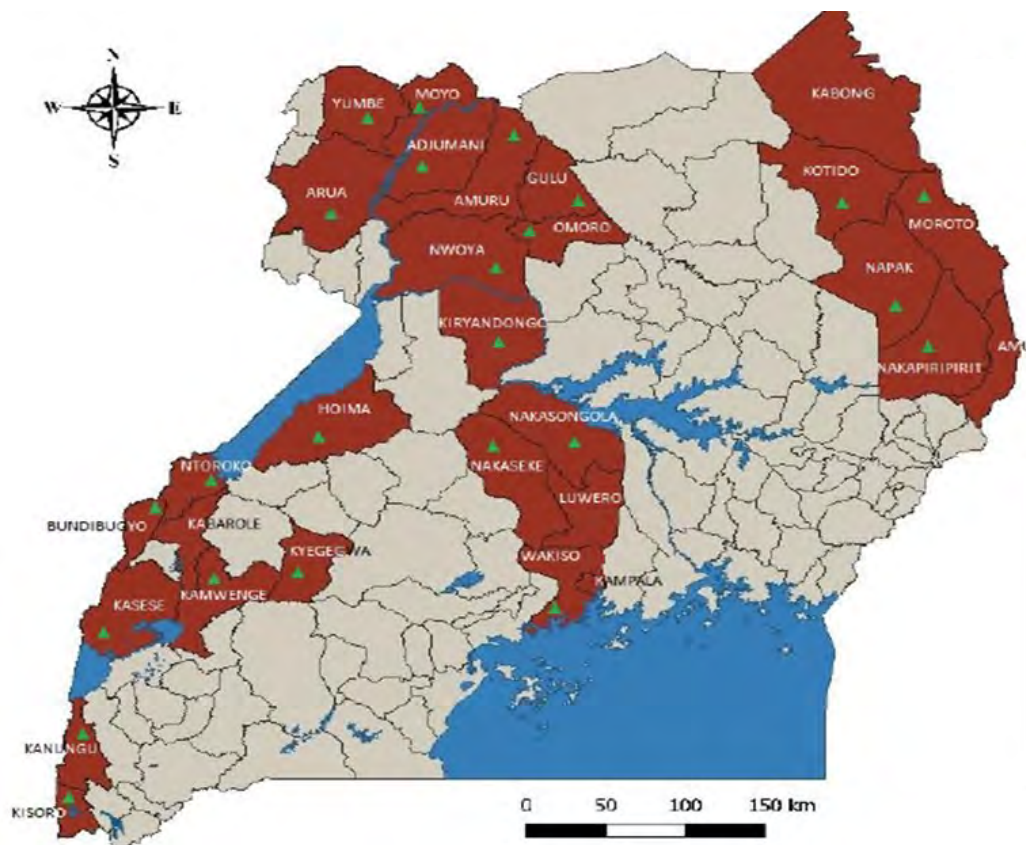 N
W E
S
KABONG
MOYO
YUMBE
ADJUMANI
KOTIDO
GULU
ARUA
AMURU
MOROTO
OMORO
NWOYA
NAPAK
KIRYANDONGO
AMU
NAKAPIRIPIRIT
HOIMA
NAKASONGOLA
NTOROKO
NAKASEKE
LUWERO
BUNDIBUGYO
KABAROLE
KYEGEGWA
WAKISO
KAMPALA
KAMWENGE
KASESE
KANUNGU
KISORO
0 50 100 150 km